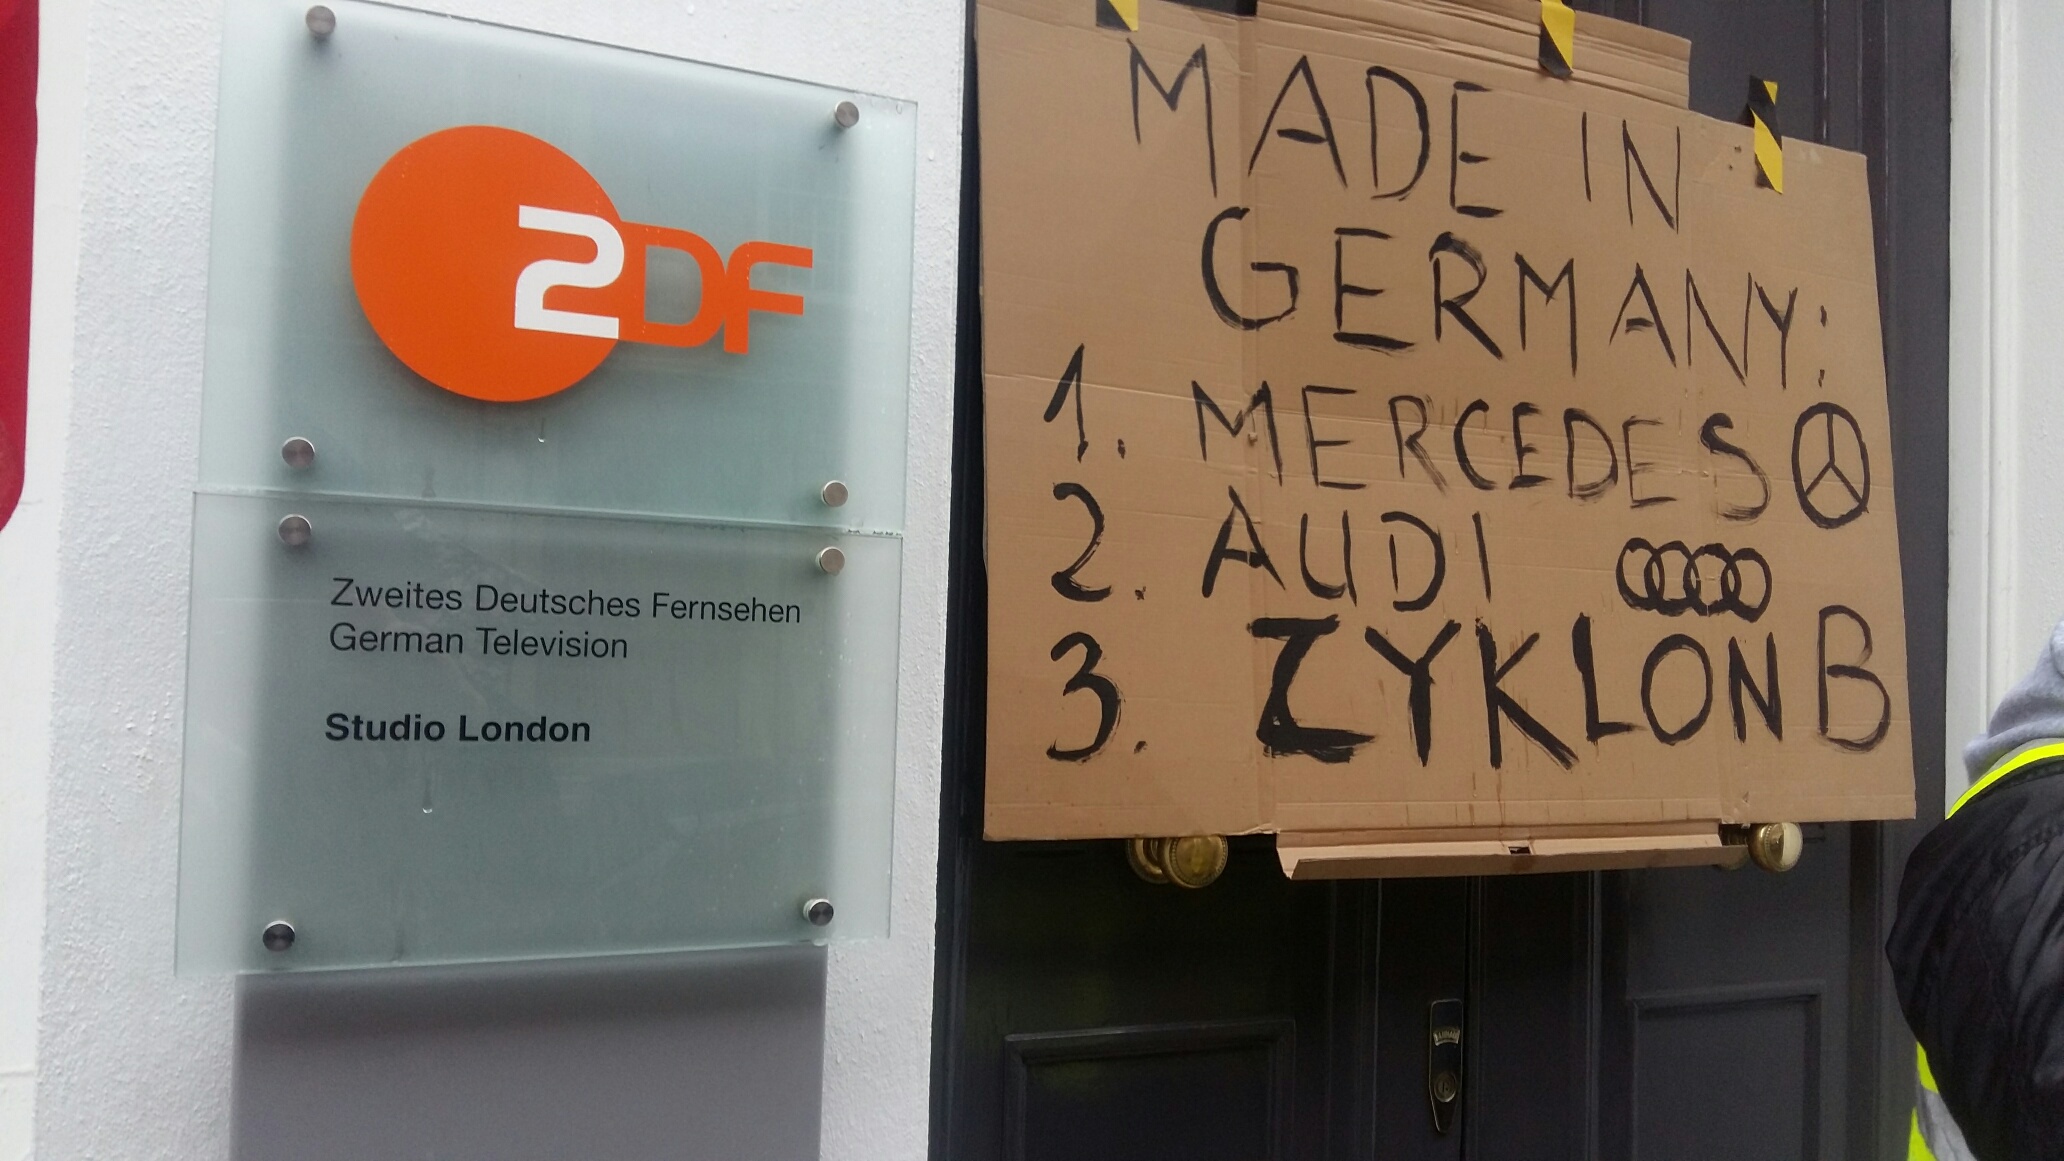 ZDF
Zweites Deutsches Fernsehen
German Television
Studio London
MADE IN
GERMANY:
1. MERCEDES
2. AUDI
3. ZYKLON B